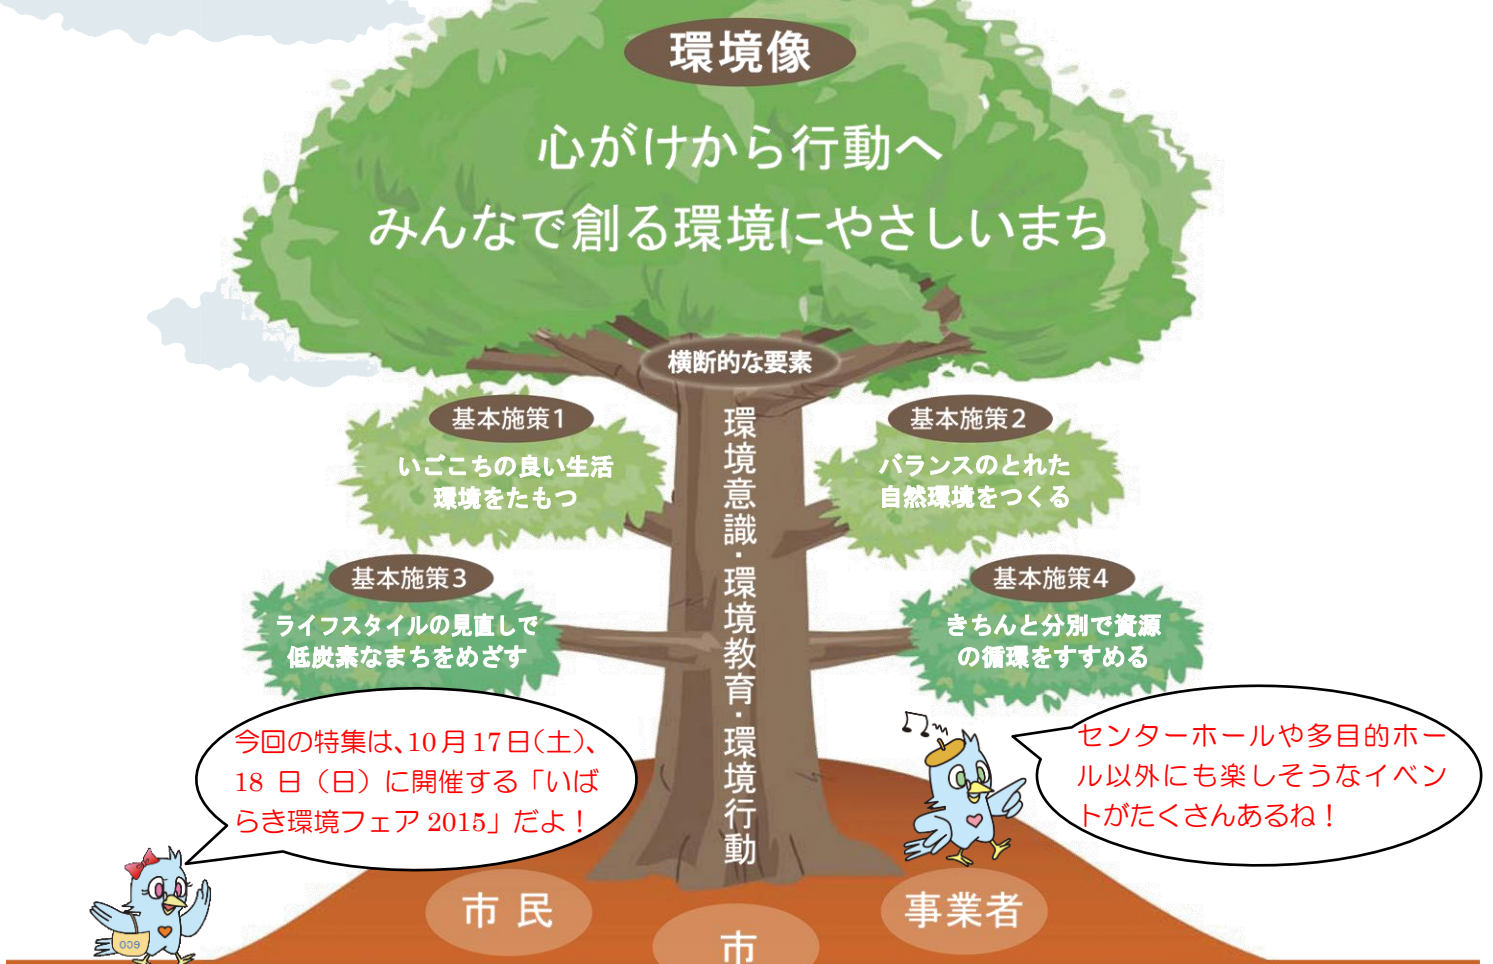 環境像
心がけから行動へ
みんなで創る環境にやさしいまち
横断的な要素
環境意識・環境教育・環境行動
基本施策1
いごこちの良い生活
環境をたもつ
基本施策2
バランスのとれた
自然環境をつくる
基本施策3
ライフスタイルの見直しで
低炭素なまちをめざす
基本施策4
きちんと分別で資源
の循環をすすめる
今回の特集は、10月17日(土)、
18 日（日）に開催する「いば
らき環境フェア 2015」だよ！
センターホールや多目的ホー
ル以外にも楽しそうなイベン
トがたくさんあるね！
市民
市
事業者